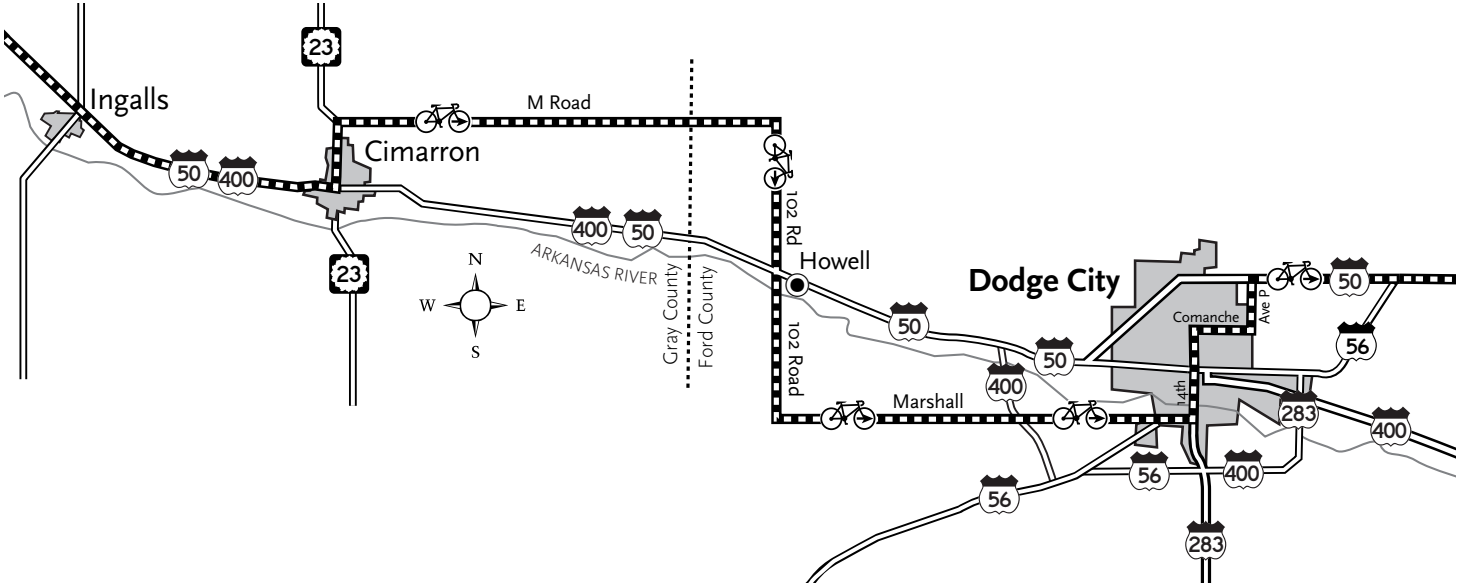 23
Ingalls
M Road
Cimarron
50
400
102 Rd
400
50
ARKANSAS RIVER
23
N
W
E
S
Gray County
Ford County
Howell
102 Road
Dodge City
50
Ave P
Comanche
50
50
56
400
14th
Marshall
283
400
56
56
400
283